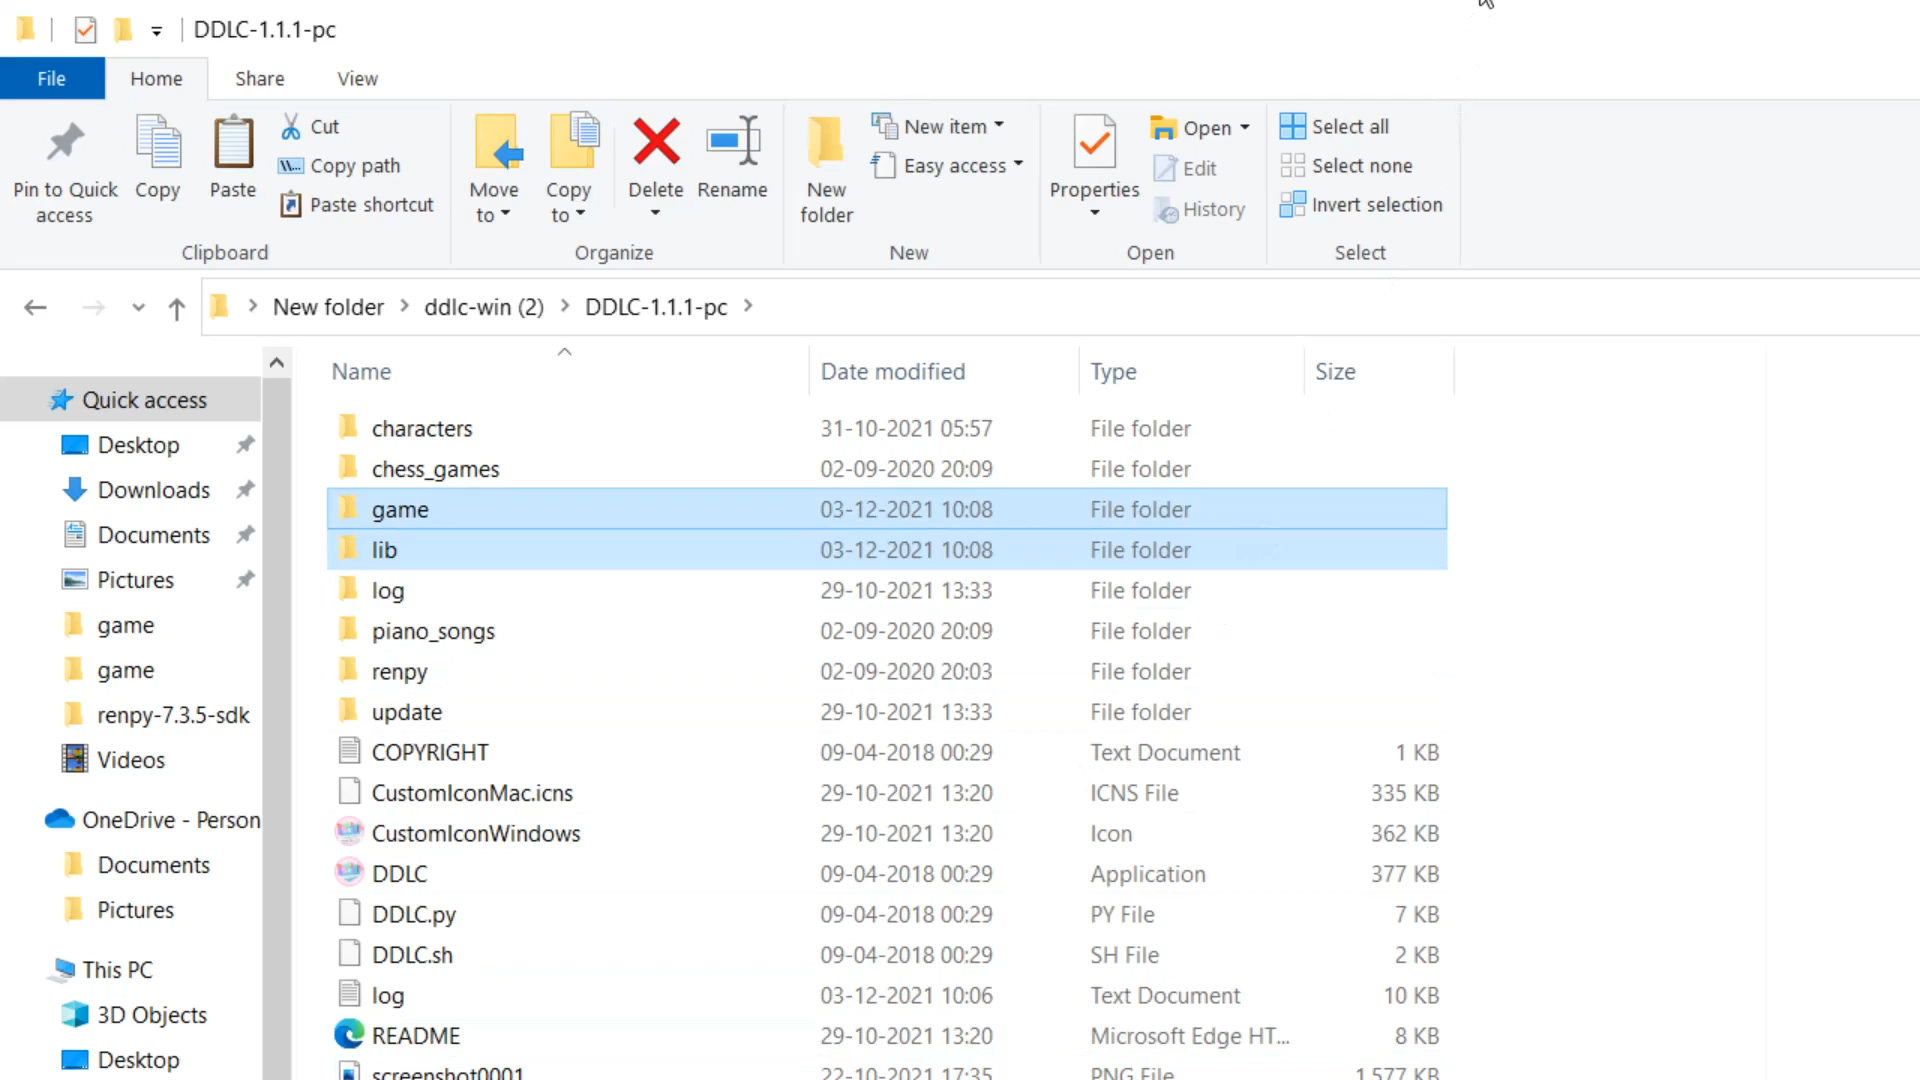 DDLC-1.1.1-pc
File Home Share View
Pin to Quick access
Copy
Paste
Cut
Copy path
Paste shortcut
Clipboard
Move to
Copy to
Delete
Rename
Organize
New folder
New item
Easy access
New
Properties
Open
Edit
History
Open
Select all
Select none
Invert selection
Select
New folder ddlc-win (2) DDLC-1.1.1-pc
Quick access
Desktop
Downloads
Documents
Pictures
game
game
renpy-7.3.5-sdk
Videos
OneDrive - Person
Documents
Pictures
This PC
3D Objects
Desktop
Name Date modified Type Size
characters 31-10-2021 05:57 File folder
chess_games 02-09-2020 20:09 File folder
game 03-12-2021 10:08 File folder
lib 03-12-2021 10:08 File folder
log 29-10-2021 13:33 File folder
piano_songs 02-09-2020 20:09 File folder
renpy 02-09-2020 20:03 File folder
update 29-10-2021 13:33 File folder
COPYRIGHT 09-04-2018 00:29 Text Document 1 KB
CustomIconMac.icns 29-10-2021 13:20 ICNS File 335 KB
CustomIconWindows 29-10-2021 13:20 Icon 362 KB
DDLC 09-04-2018 00:29 Application 377 KB
DDLC.py 09-04-2018 00:29 PY File 7 KB
DDLC.sh 09-04-2018 00:29 SH File 2 KB
log 03-12-2021 10:06 Text Document 10 KB
README 29-10-2021 13:20 Microsoft Edge HT... 8 KB
screenshot0001 22-10-2021 17:35 PNG File 1,577 KB